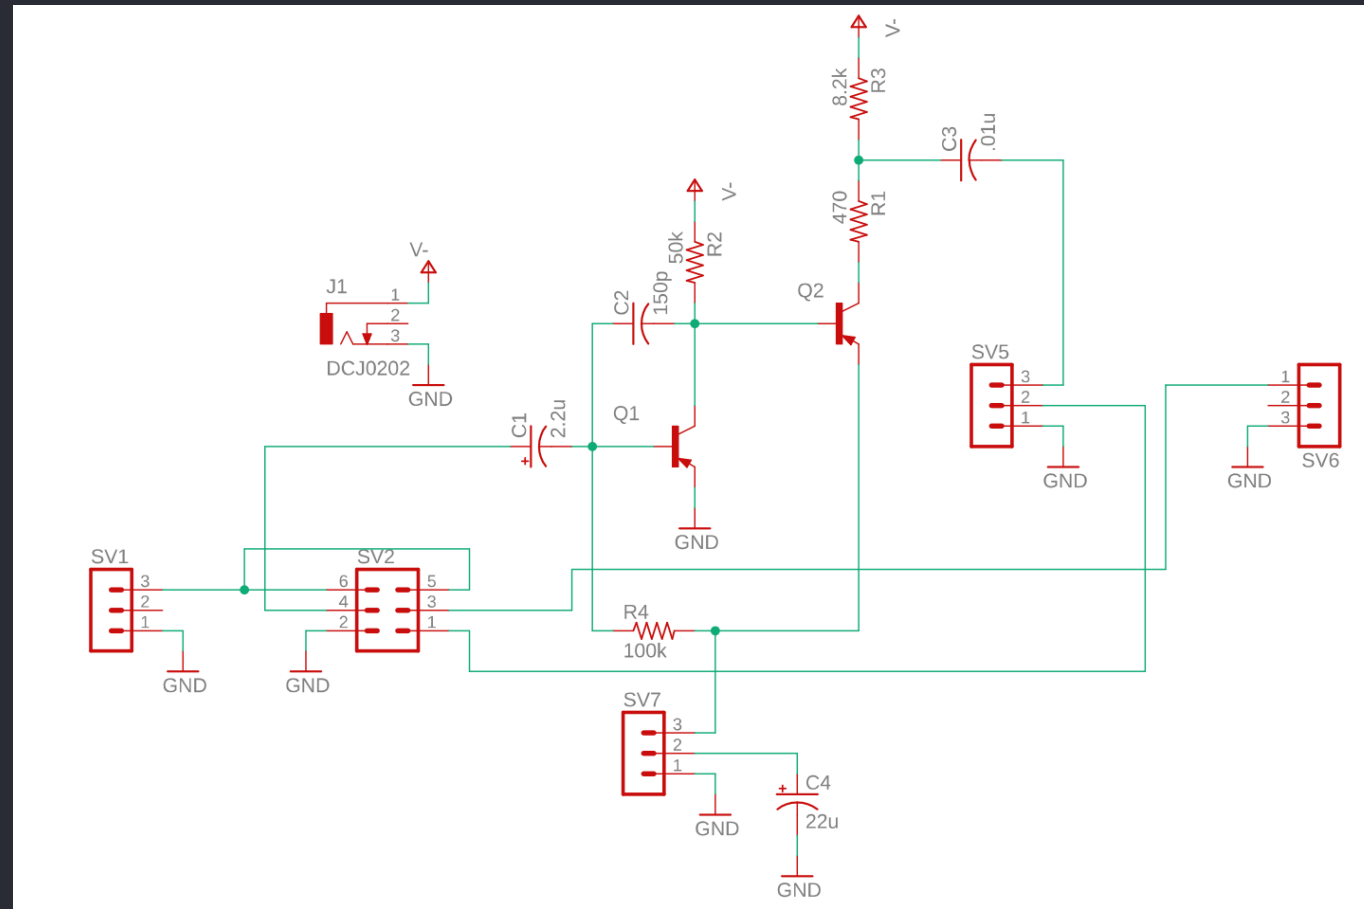 V-
8.2k
R3
C3
.01u
V-
470
R1
50k
R2
V-
C2
150p
Q2
J1
1
2
3
DCJ0202
GND
SV5
3
2
1
GND
1
2
3
SV6
GND
C1
2.2u
+
Q1
GND
SV1
3
2
1
GND
SV2
6
4
2
5
3
1
GND
R4
100k
SV7
3
2
1
GND
+
C4
22u
GND